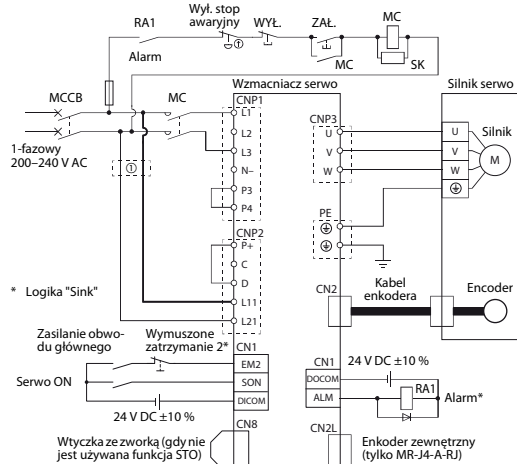 Wył. stop
awaryjny
WYŁ.
ZAŁ.
MC
RA1
Alarm
①
MC
SK
MCCB
MC
Wzmacniacz serwo
Silnik serwo
CNP1
L1
L2
L3
N–
P3
P4
1-fazowy
200–240 V AC
①
CNP3
U
V
W
U
V
W
Silnik
M
PE
CNP2
P+
C
D
L11
L21
* Logika "Sink"
CN2
Kabel
enkodera
Encoder
Zasilanie obwo-
du głównego
Wymuszone
zatrzymanie 2*
CN1
EM2
SON
DICOM
Serwo ON
24 V DC ±10 %
CN1
DOCOM
ALM
24 V DC ±10 %
RA1
Alarm*
CN8
Wtyczka ze zworką (gdy nie
jest używana funkcja STO)
CN2L
Enkoder zewnętrzny
(tylko MR-J4-A-RJ)